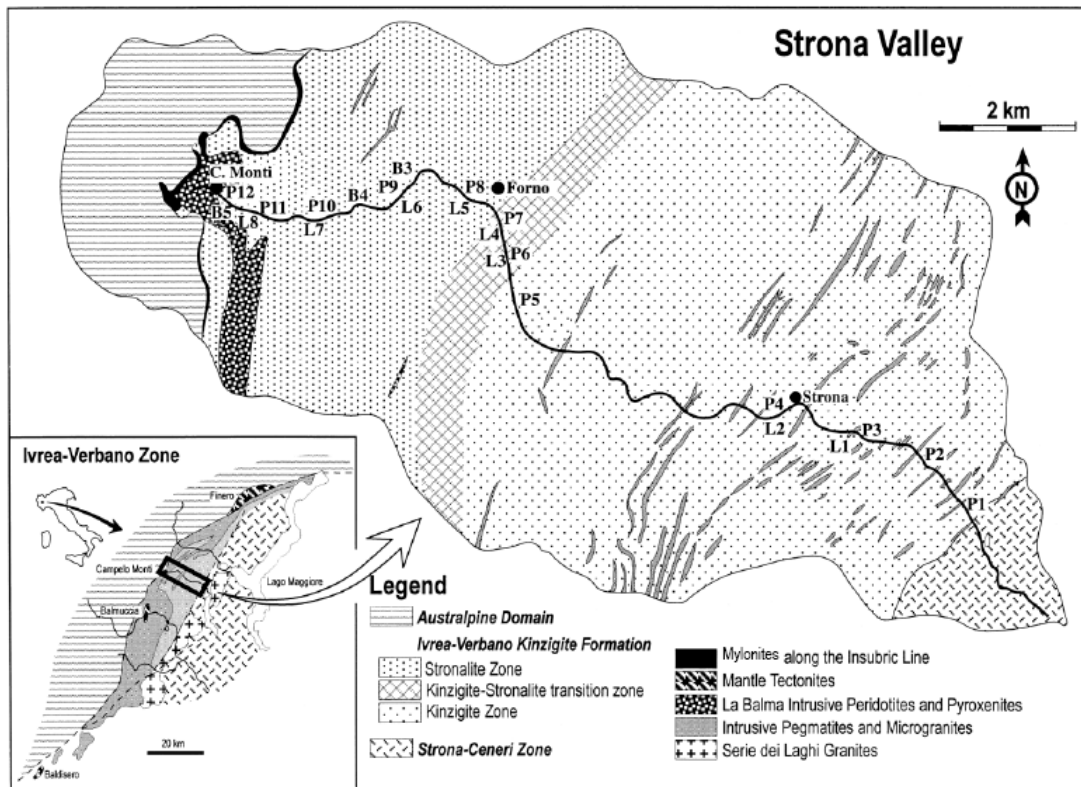 Strona Valley
2 km
N
C. Monti
P12
B5
L8
P11
P10
L7
B4
P9
B3
L6
P8
L5
Forno
P7
L4
P6
L3
P5
P4
Strona
L2
P3
L1
P2
P1
Ivrea-Verbano Zone
Finero
Campelo Monti
Lago Maggiore
Balmuccia
20 km
Baldisero
Legend
Australpine Domain
Ivrea-Verbano Kinzigite Formation
Stronalite Zone
Kinzigite-Stronalite transition zone
Kinzigite Zone
Strona-Ceneri Zone
Mylonites along the Insubric Line
Mantle Tectonites
La Balma Intrusive Peridotites and Pyroxenites
Intrusive Pegmatites and Microgranites
Serie dei Laghi Granites